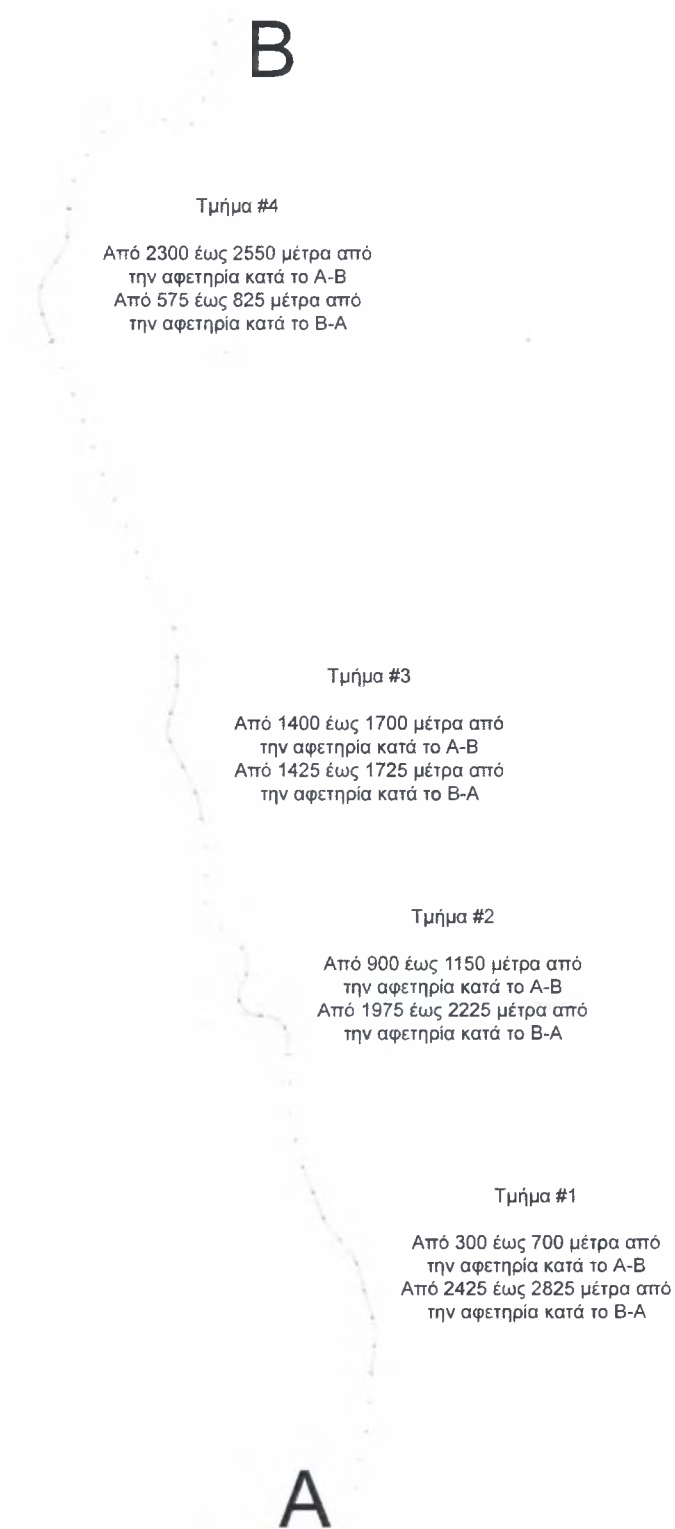 B
Τμήμα #4
Από 2300 έως 2550 μέτρα από
την αφετηρία κατά το Α-Β
Από 575 έως 825 μέτρα από
την αφετηρία κατά το Β-Α
Τμήμα #3
Από 1400 έως 1700 μέτρα από
την αφετηρία κατά το Α-Β
Από 1425 έως 1725 μέτρα από
την αφετηρία κατά το Β-Α
Τμήμα #2
Από 900 έως 1150 μέτρα από
την αφετηρία κατά το Α-Β
Από 1975 έως 2225 μέτρα από
την αφετηρία κατά το Β-Α
Τμήμα #1
Από 300 έως 700 μέτρα από
την αφετηρία κατά το Α-Β
Από 2425 έως 2825 μέτρα από
την αφετηρία κατά το Β-Α
A